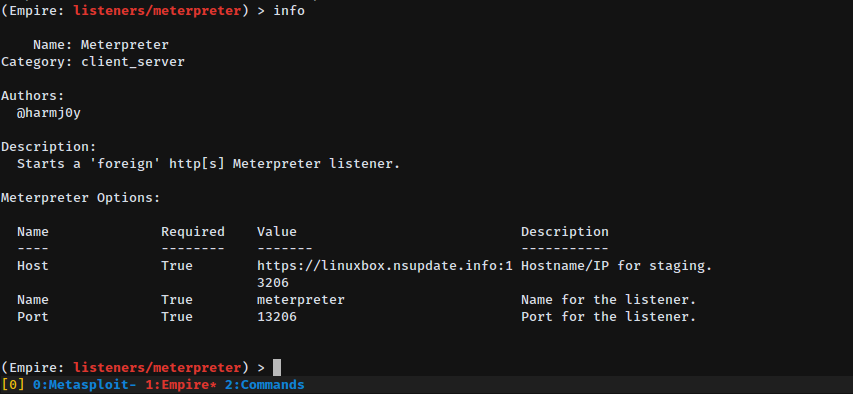 (Empire: listeners/meterpreter) > info
Name: Meterpreter
Category: client_server
Authors:
@harmj0y
Description:
Starts a 'foreign' http[s] Meterpreter listener.
Meterpreter Options:
Name Required Value Description
---- -------- ------- -----------
Host True https://linuxbox.nsupdate.info:1 Hostname/IP for staging.
3206
Name True meterpreter Name for the listener.
Port True 13206 Port for the listener.
(Empire: listeners/meterpreter) >
[0] 0:Metasploit- 1:Empire* 2:Commands